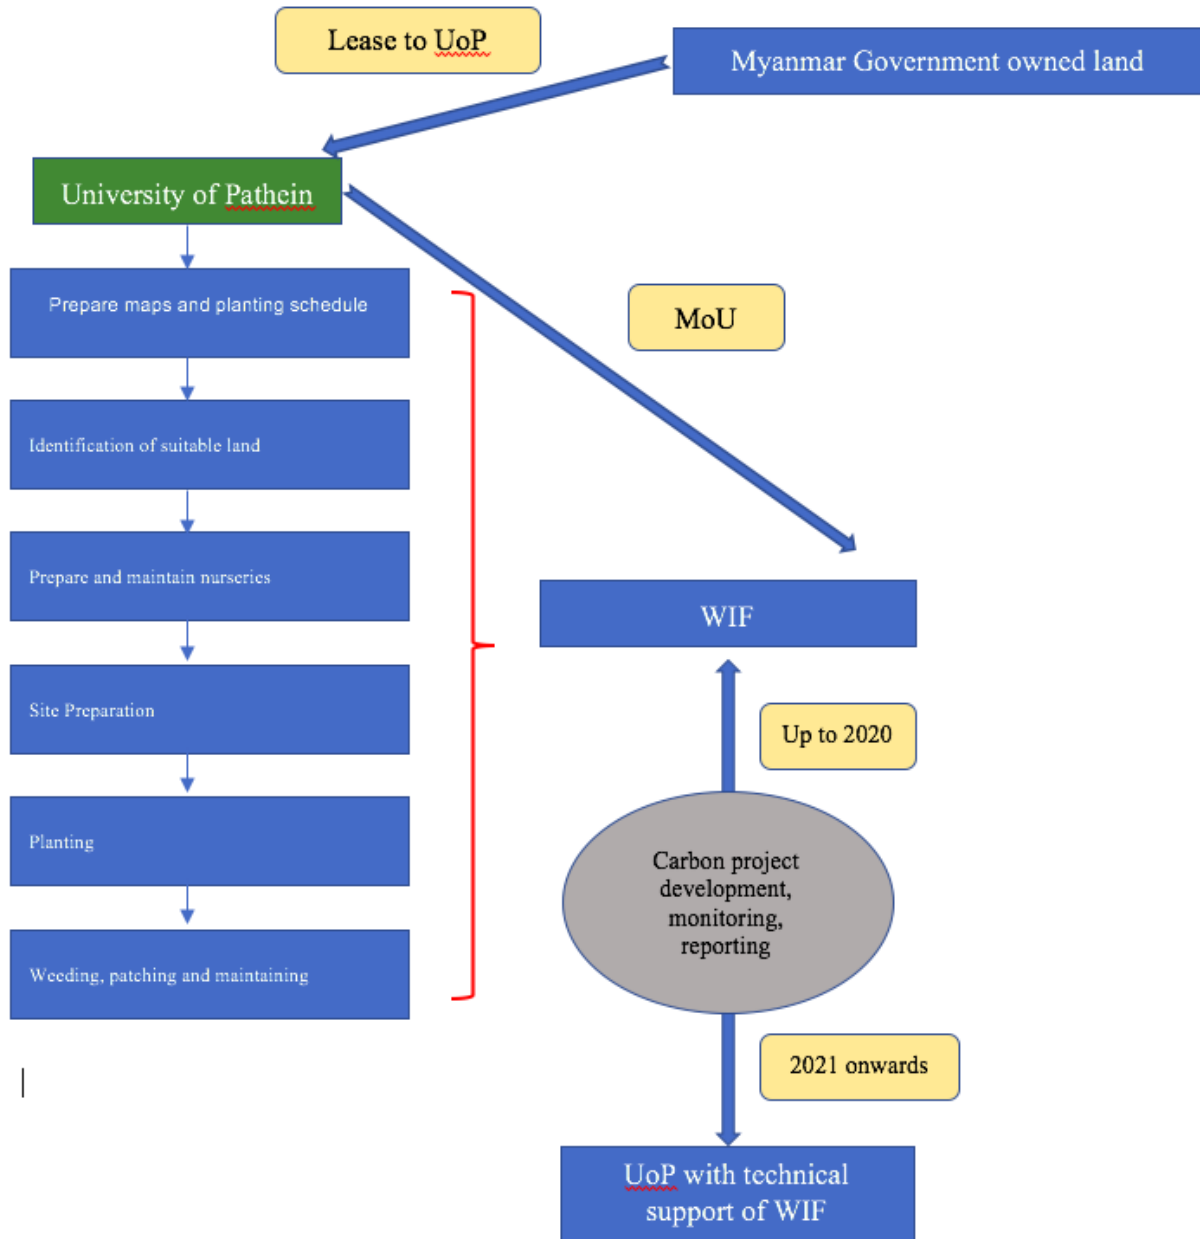 Lease to UoP
Myanmar Government owned land
University of Pathein
Prepare maps and planting schedule
MoU
Identification of suitable land
Prepare and maintain nurseries
WIF
Site Preparation
Up to 2020
Planting
Carbon project
development,
monitoring,
reporting
Weeding, patching and maintaining
2021 onwards
UoP with technical
support of WIF